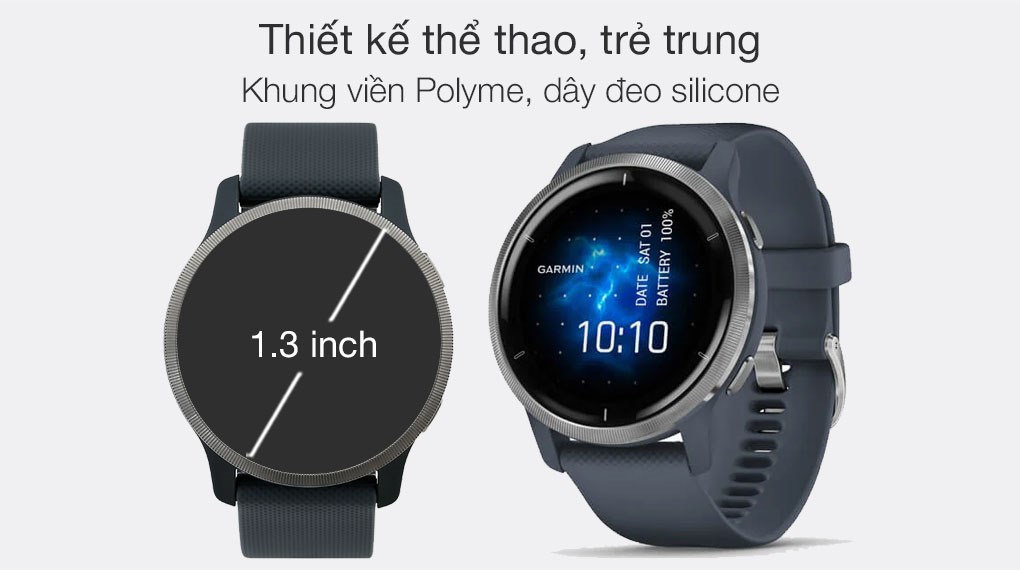 Thiết kế thể thao, trẻ trung
Khung viền Polyme, dây đeo silicone
1.3 inch
GARMIN
DATE SAT 01
BATTERY 100%
10:10